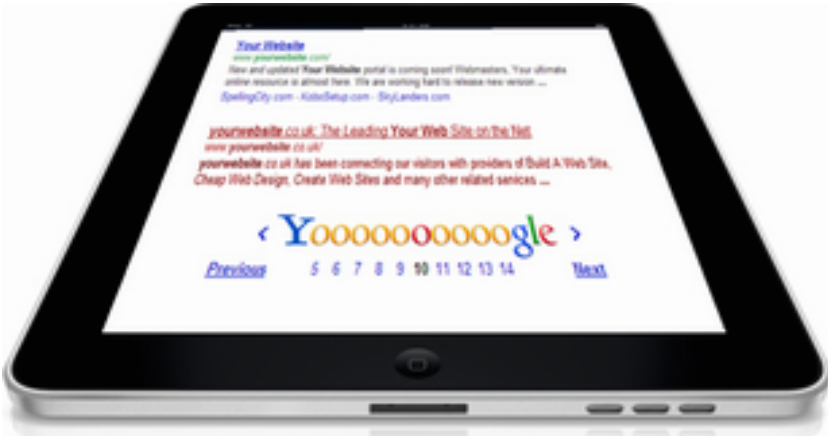 Your Website
www.yourwebsite.com/
New and updated Your Website portal is coming soon! Webmasters, Your ultimate
online resource is almost here. We are working hard to release new version ...
SpellingCity.com - KoboSetup.com - SkyLanders.com
yourwebsite.co.uk: The Leading Your Web Site on the Net
www.yourwebsite.co.uk/
yourwebsite.co.uk has been connecting our visitors with providers of Build A Web Site,
Cheap Web Design, Create Web Sites and many other related services ...
< Yoooooooooogle >
Previous 5 6 7 8 9 10 11 12 13 14 Next